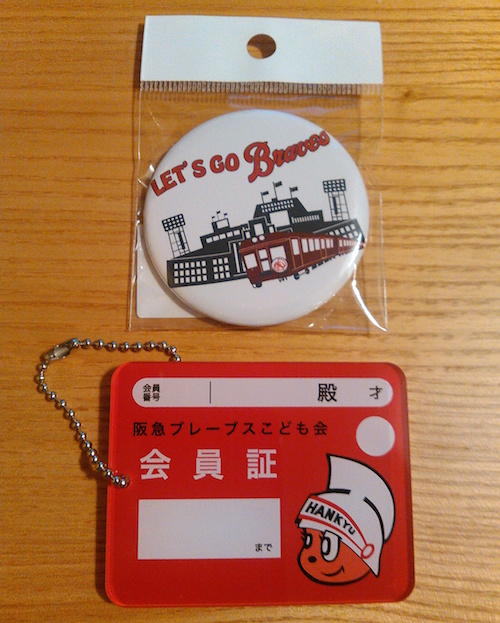 LET'S GO Braves
会員番号 殿 才
阪急ブレーブスこども会
会員証
HANKyu
まで